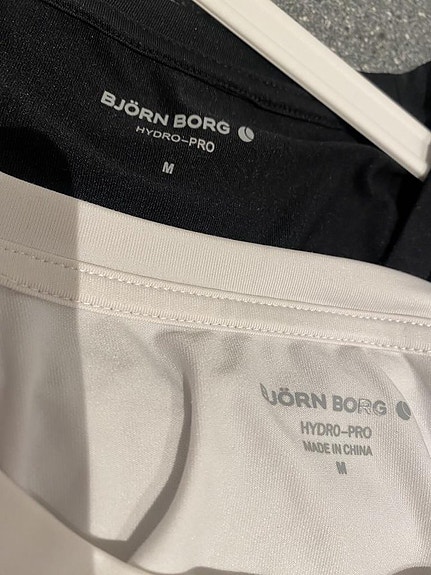 BJÖRN BORG
HYDRO-PRO
M
BJÖRN BORG
HYDRO-PRO
MADE IN CHINA
M